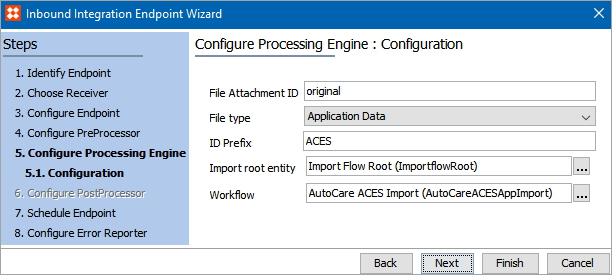 Inbound Integration Endpoint Wizard
Steps
1. Identify Endpoint
2. Choose Receiver
3. Configure Endpoint
4. Configure PreProcessor
5. Configure Processing Engine
5.1. Configuration
6. Configure PostProcessor
7. Schedule Endpoint
8. Configure Error Reporter
Configure Processing Engine : Configuration
File Attachment ID original
File type Application Data
ID Prefix ACES
Import root entity Import Flow Root (ImportflowRoot) ...
Workflow AutoCare ACES Import (AutoCareACESAppImport) ...
Back Next Finish Cancel